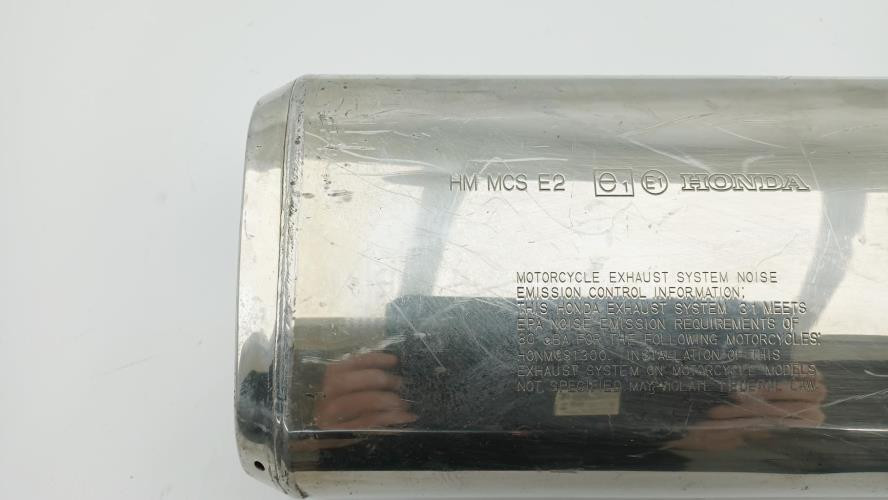 HM MCS E2 e1 E1 HONDA
MOTORCYCLE EXHAUST SYSTEM NOISE
EMISSION CONTROL INFORMATION:
THIS HONDA EXHAUST SYSTEM 31 MEETS
EPA NOISE EMISSION REQUIREMENTS OF
80 dBA FOR THE FOLLOWING MOTORCYCLES:
HONMCS1300. INSTALLATION OF THIS
EXHAUST SYSTEM ON MOTORCYCLE MODELS
NOT SPECIFIED MAY VIOLATE FEDERAL LAW